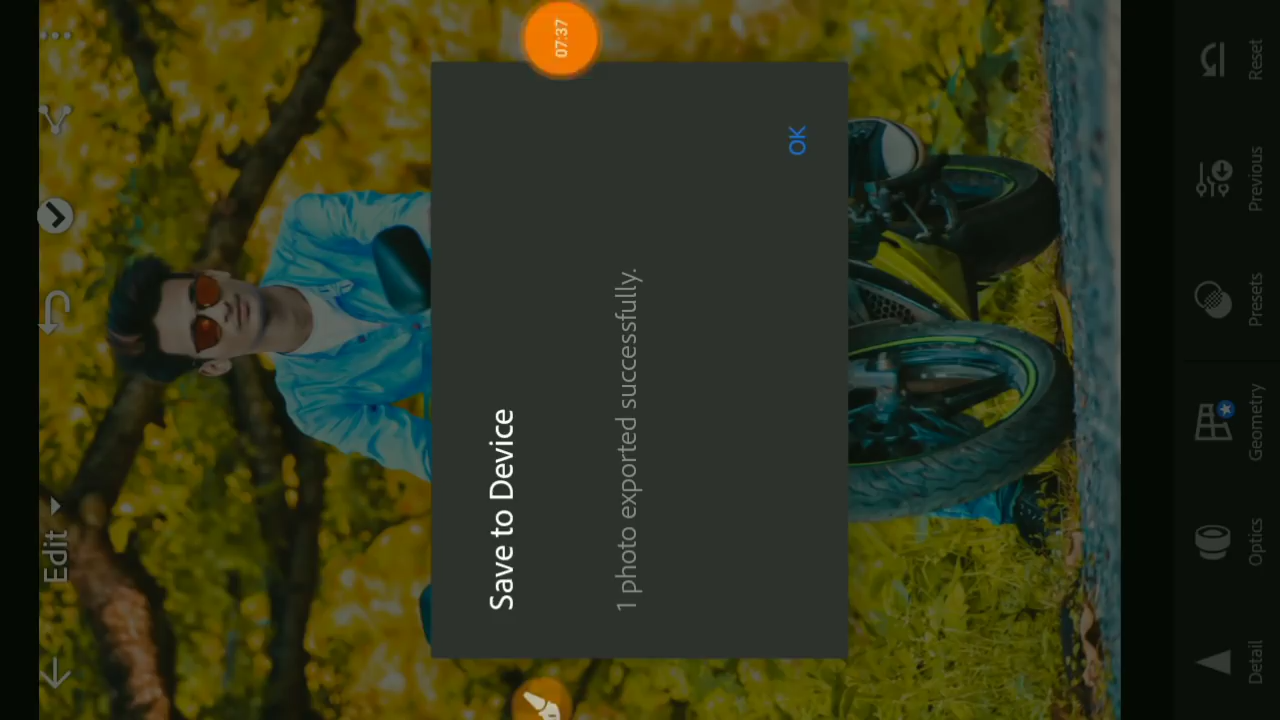 Edit
07:37
Save to Device
1 photo exported successfully.
OK
Detail
Optics
Geometry
Presets
Previous
Reset